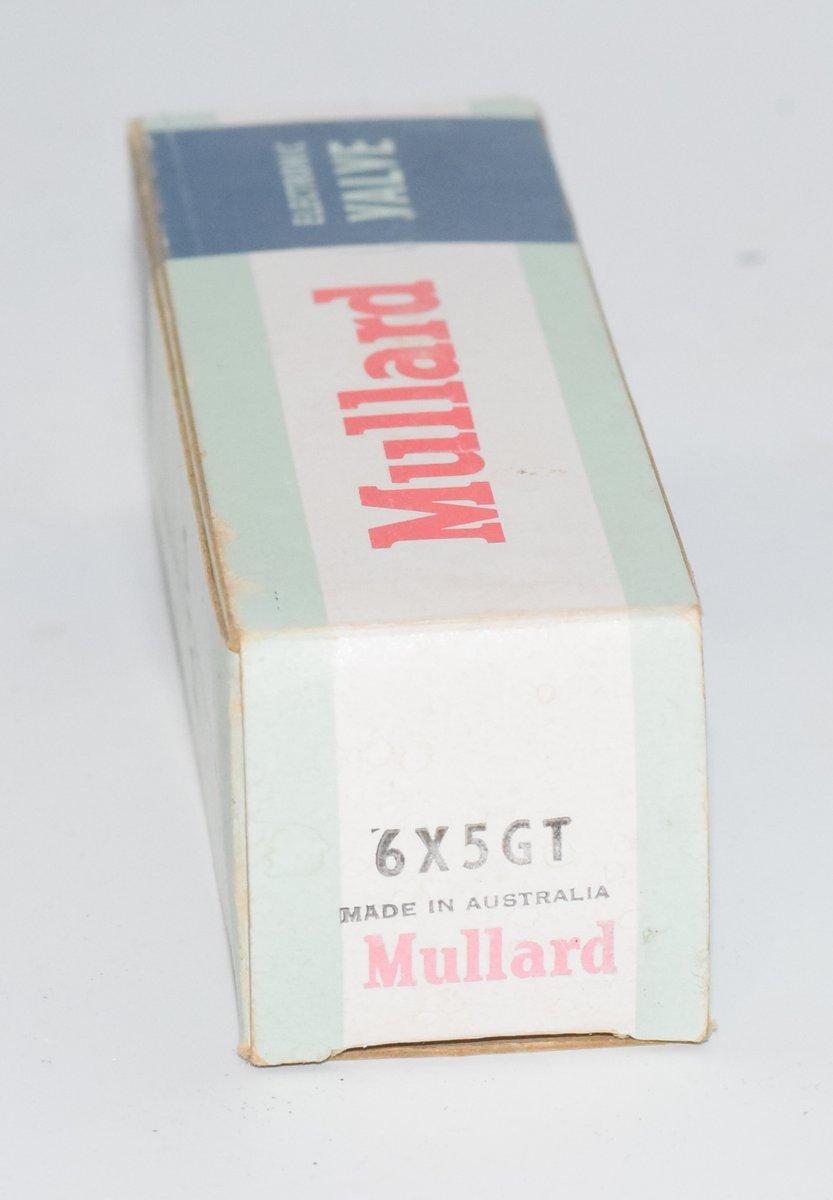 ELECTRONIC
VALVE
Mullard
6X5GT
MADE IN AUSTRALIA
Mullard